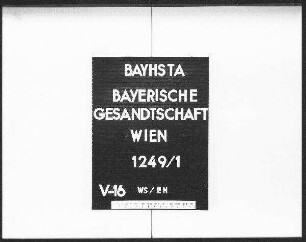 BAYHSTA
BAYERISCHE
GESANDTSCHAFT
WIEN
1249/1
V-16 WS/EH